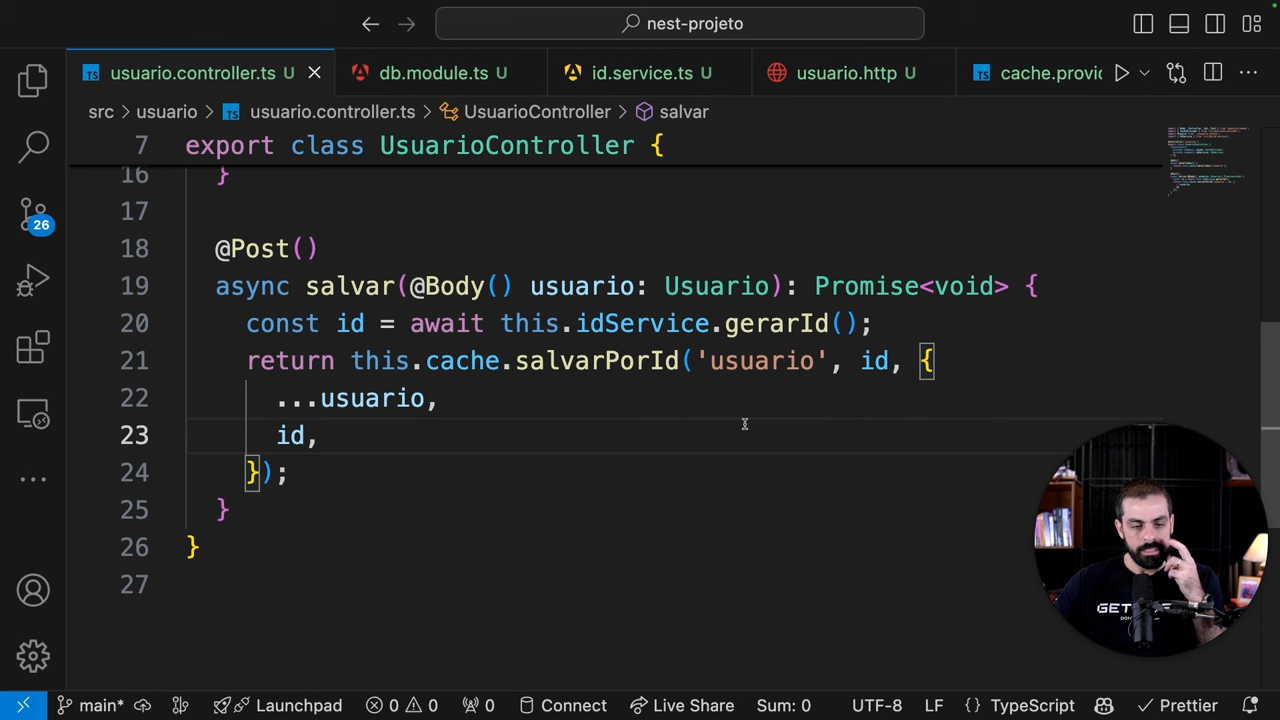 nest-projeto
usuario.controller.ts U
db.module.ts U
id.service.ts U
usuario.http U
cache.provic
src > usuario > usuario.controller.ts > UsuarioController > salvar
7 export class UsuarioController {
16 }
17
18 @Post()
19 async salvar(@Body() usuario: Usuario): Promise<void> {
20 const id = await this.idService.gerarId();
21 return this.cache.salvarPorId('usuario', id, {
22 ...usuario,
23 id,
24 });
25 }
26 }
27
26
main* Launchpad 0 0 0 Connect Live Share Sum: 0 UTF-8 LF {} TypeScript Prettier